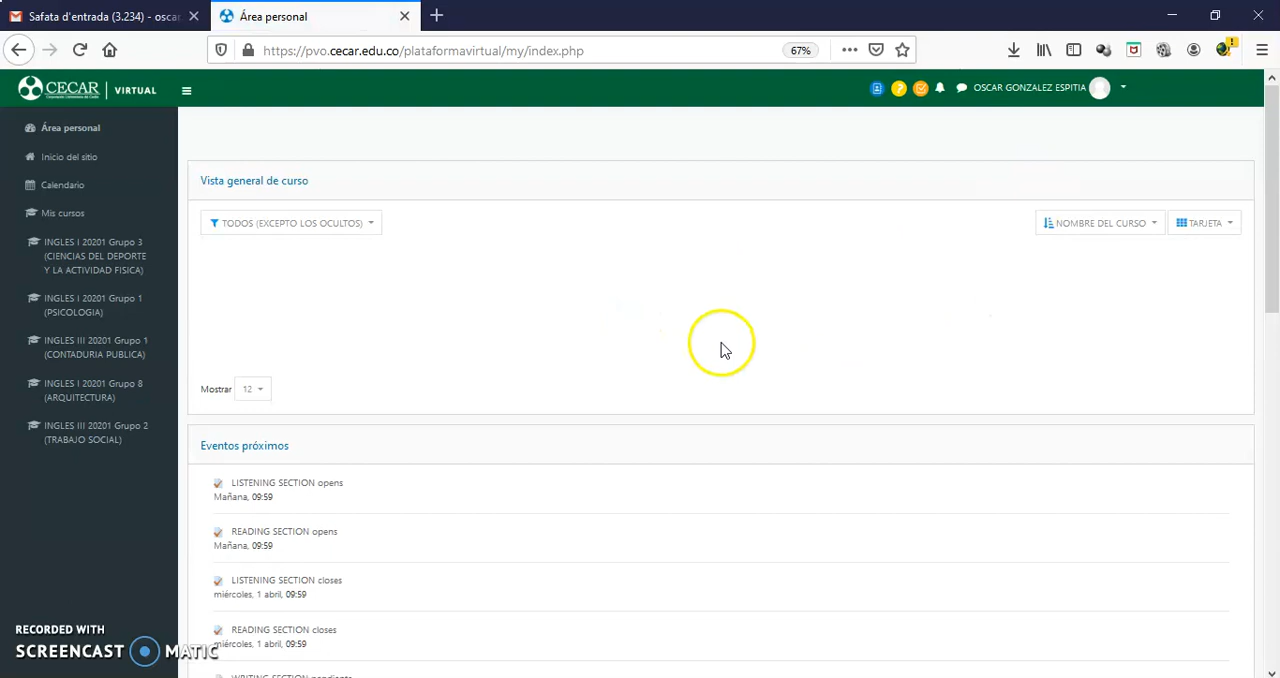 Safata d'entrada (3.234) - oscar
Área personal
https://pvo.cecar.edu.co/plataformavirtual/my/index.php
67%
CECAR
VIRTUAL
OSCAR GONZALEZ ESPITIA
Área personal
Inicio del sitio
Calendario
Mis cursos
INGLES I 20201 Grupo 3
(CIENCIAS DEL DEPORTE
Y LA ACTIVIDAD FISICA)
INGLES I 20201 Grupo 1
(PSICOLOGIA)
INGLES III 20201 Grupo 1
(CONTADURIA PUBLICA)
INGLES I 20201 Grupo 8
(ARQUITECTURA)
INGLES III 20201 Grupo 2
(TRABAJO SOCIAL)
Vista general de curso
TODOS (EXCEPTO LOS OCULTOS)
NOMBRE DEL CURSO
TARJETA
Mostrar 12
Eventos próximos
LISTENING SECTION opens
Mañana, 09:59
READING SECTION opens
Mañana, 09:59
LISTENING SECTION closes
miércoles, 1 abril, 09:59
READING SECTION closes
miércoles, 1 abril, 09:59
WRITING SECTION pendiente
RECORDED WITH
SCREENCAST MATIC